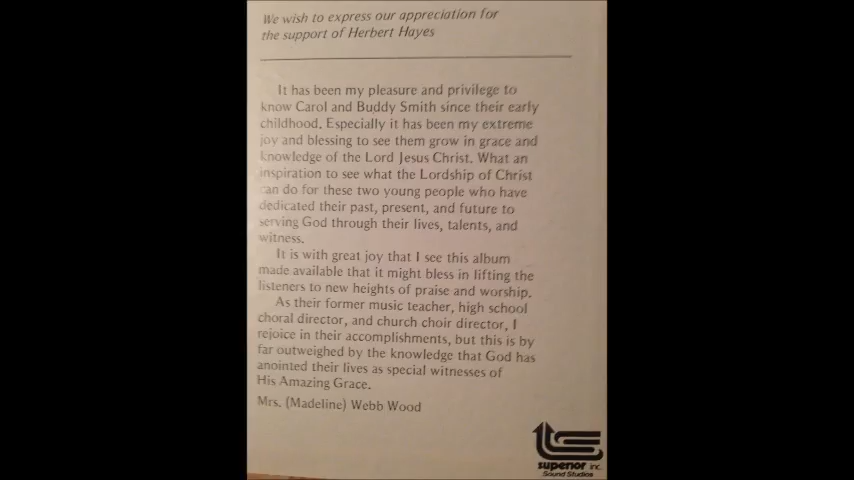 We wish to express our appreciation for
the support of Herbert Hayes
It has been my pleasure and privilege to
know Carol and Buddy Smith since their early
childhood. Especially it has been my extreme
joy and blessing to see them grow in grace and
knowledge of the Lord Jesus Christ. What an
inspiration to see what the Lordship of Christ
can do for these two young people who have
dedicated their past, present, and future to
serving God through their lives, talents, and
witness.
It is with great joy that I see this album
made available that it might bless in lifting the
listeners to new heights of praise and worship.
As their former music teacher, high school
choral director, and church choir director, I
rejoice in their accomplishments, but this is by
far outweighed by the knowledge that God has
anointed their lives as special witnesses of
His Amazing Grace.
Mrs. (Madeline) Webb Wood
superior inc.
Sound Studios